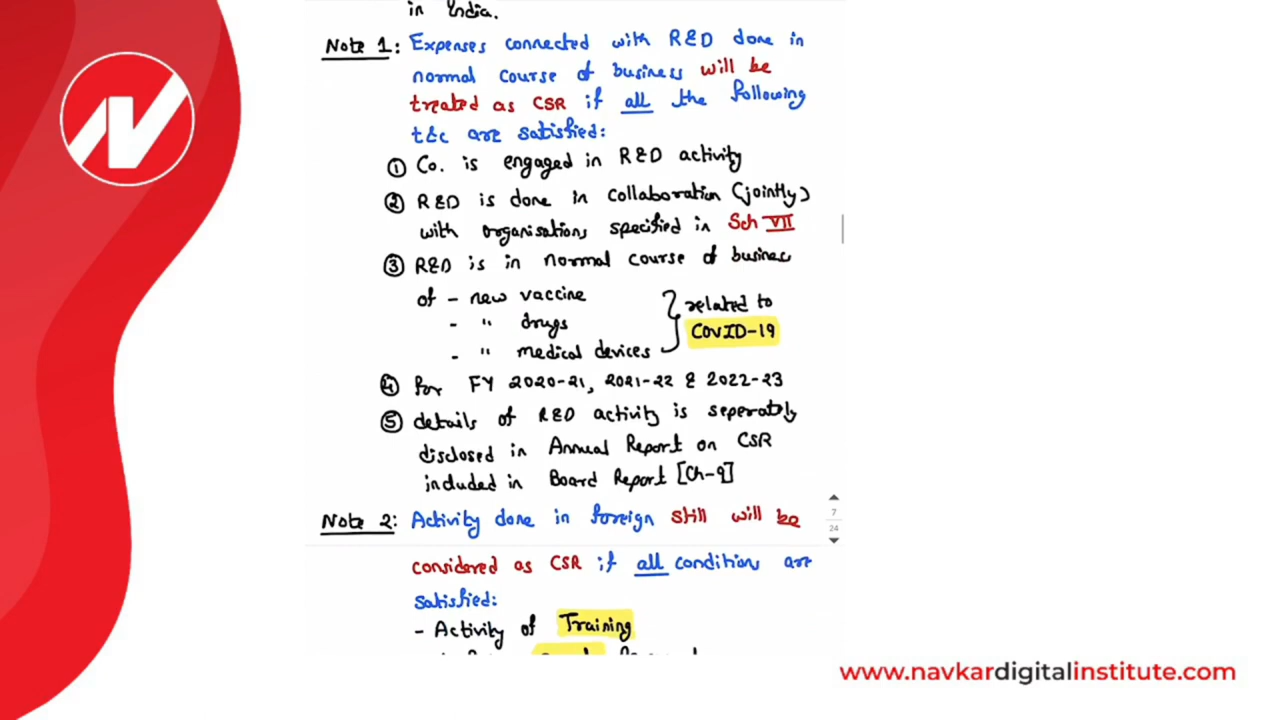 in India.
Note 1: Expenses connected with R&D done in
normal course of business will be
treated as CSR if all the following
t&c are satisfied:
① Co. is engaged in R&D activity
② R&D is done in collaboration (jointly)
with organisations specified in Sch VII
③ R&D is in normal course of business
of - new vaccine
- " drugs
- " medical devices
related to
COVID-19
④ for FY 2020-21, 2021-22 & 2022-23
⑤ details of R&D activity is seperately
disclosed in Annual Report on CSR
included in Board Report [Ch-9]
7
24
Note 2: Activity done in foreign still will be
considered as CSR if all conditions are
satisfied:
- Activity of Training
www.navkardigitalinstitute.com